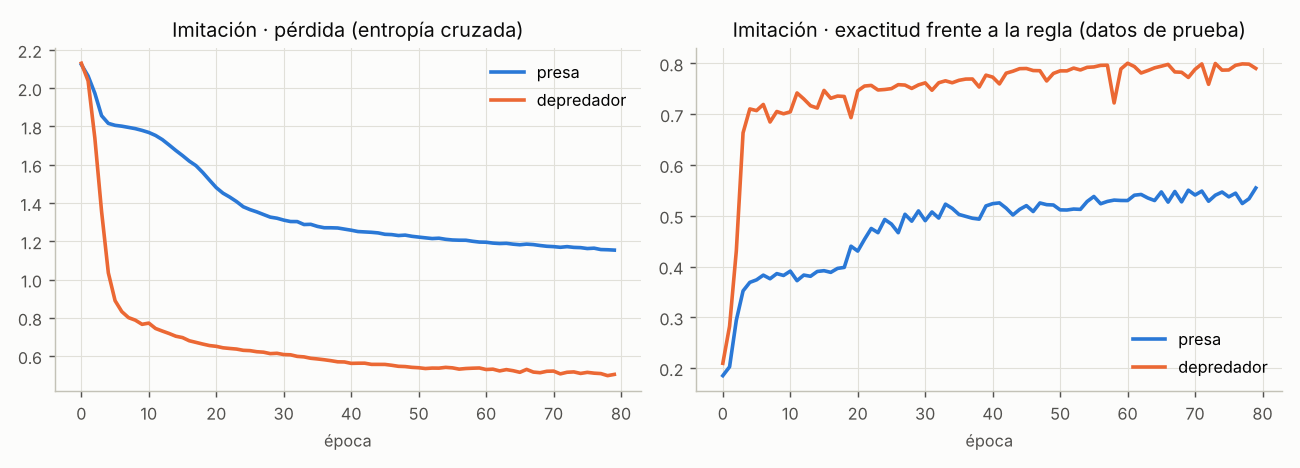 Imitación · pérdida (entropía cruzada)
2.2
2.0
1.8
1.6
1.4
1.2
1.0
0.8
0.6
presa
depredador
0 10 20 30 40 50 60 70 80
época
Imitación · exactitud frente a la regla (datos de prueba)
0.8
0.7
0.6
0.5
0.4
0.3
0.2
presa
depredador
0 10 20 30 40 50 60 70 80
época